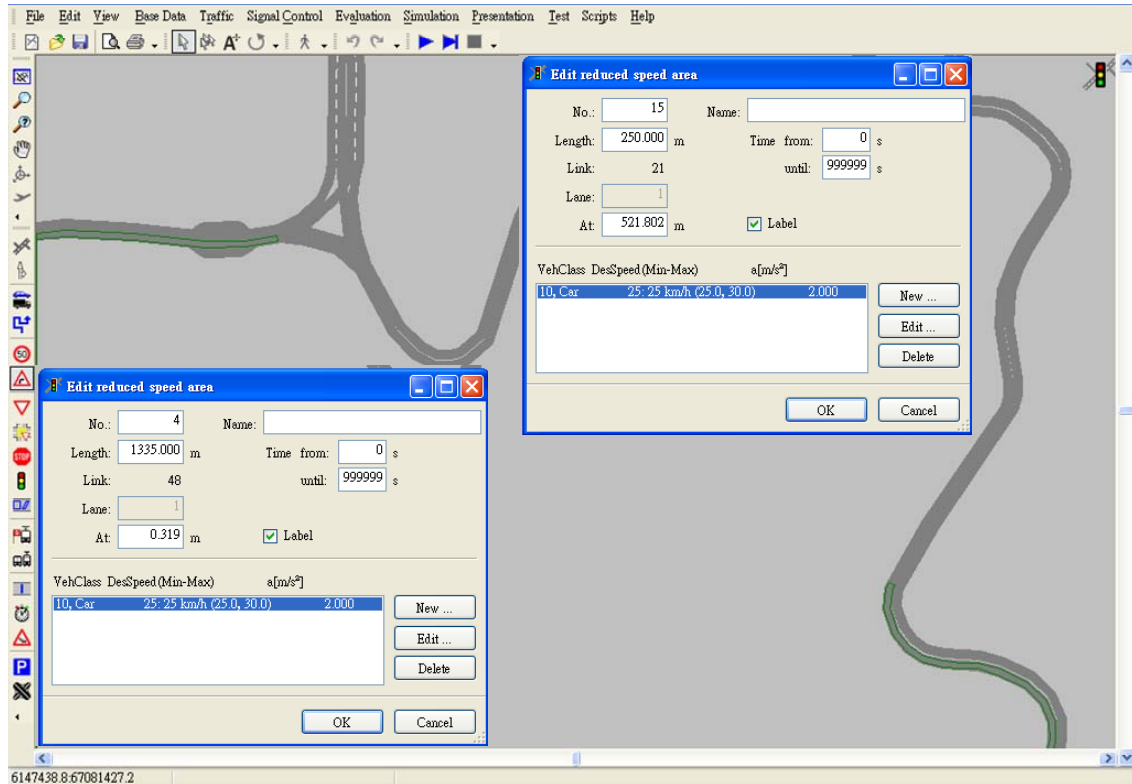 File Edit View Base Data Traffic Signal Control Evaluation Simulation Presentation Test Scripts Help
Edit reduced speed area
No.: 15 Name:
Length: 250.000 m Time from: 0 s
Link: 21 until: 999999 s
Lane: 1
At: 521.802 m Label
VehClass DesSpeed(Min-Max) a[m/s²]
10, Car 25: 25 km/h (25.0, 30.0) 2.000
New ...
Edit ...
Delete
OK Cancel
Edit reduced speed area
No.: 4 Name:
Length: 1335.000 m Time from: 0 s
Link: 48 until: 999999 s
Lane: 1
At: 0.319 m Label
VehClass DesSpeed(Min-Max) a[m/s²]
10, Car 25: 25 km/h (25.0, 30.0) 2.000
New ...
Edit ...
Delete
OK Cancel
50
STOP
P
6147438.8:67081427.2